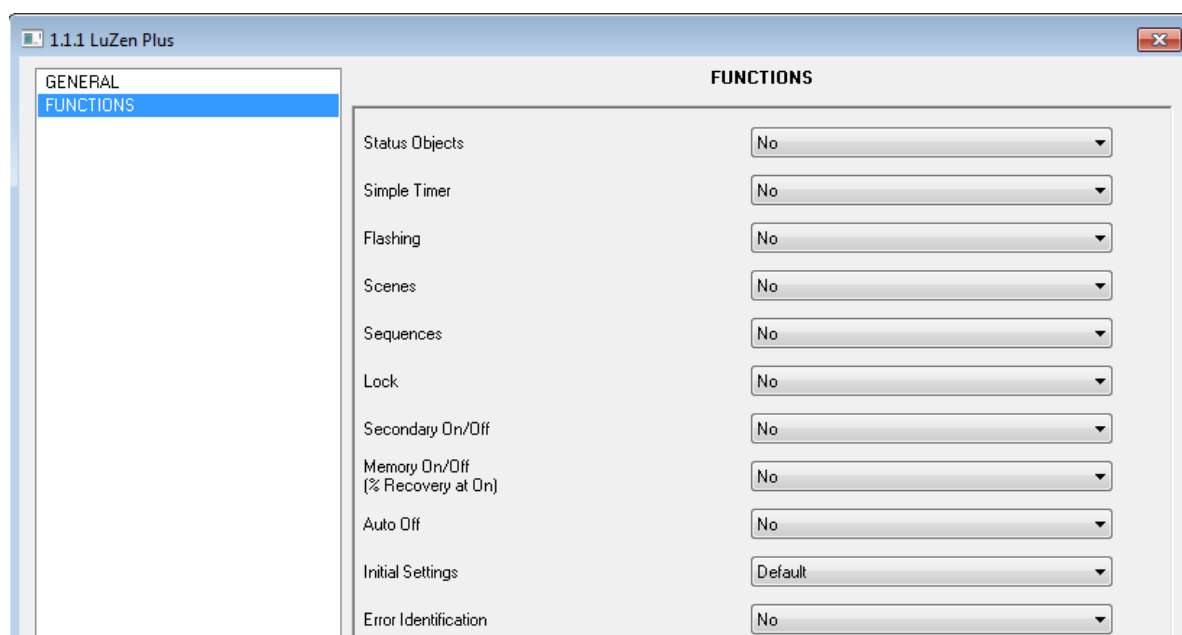 1.1.1 LuZen Plus
GENERAL
FUNCTIONS
FUNCTIONS
Status Objects No
Simple Timer No
Flashing No
Scenes No
Sequences No
Lock No
Secondary On/Off No
Memory On/Off
(% Recovery at On) No
Auto Off No
Initial Settings Default
Error Identification No